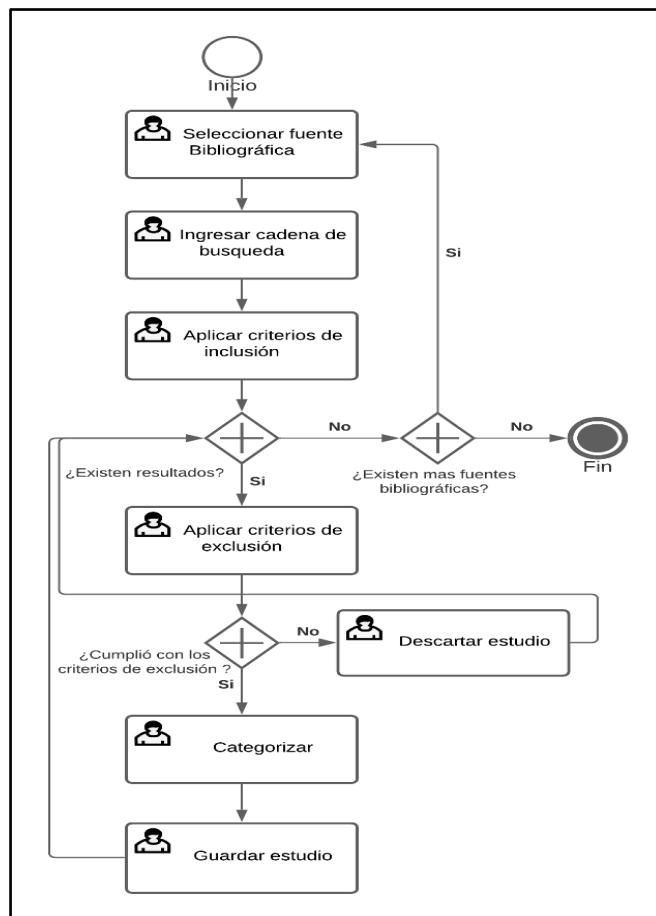 Inicio
Seleccionar fuente
Bibliográfica
Ingresar cadena de
busqueda
Aplicar criterios de
inclusión
Si
No
No
¿Existen resultados?
Si
¿Existen mas fuentes
bibliográficas?
Fin
Aplicar criterios de
exclusión
No
Descartar estudio
¿Cumplió con los
criterios de exclusión ?
Si
Categorizar
Guardar estudio